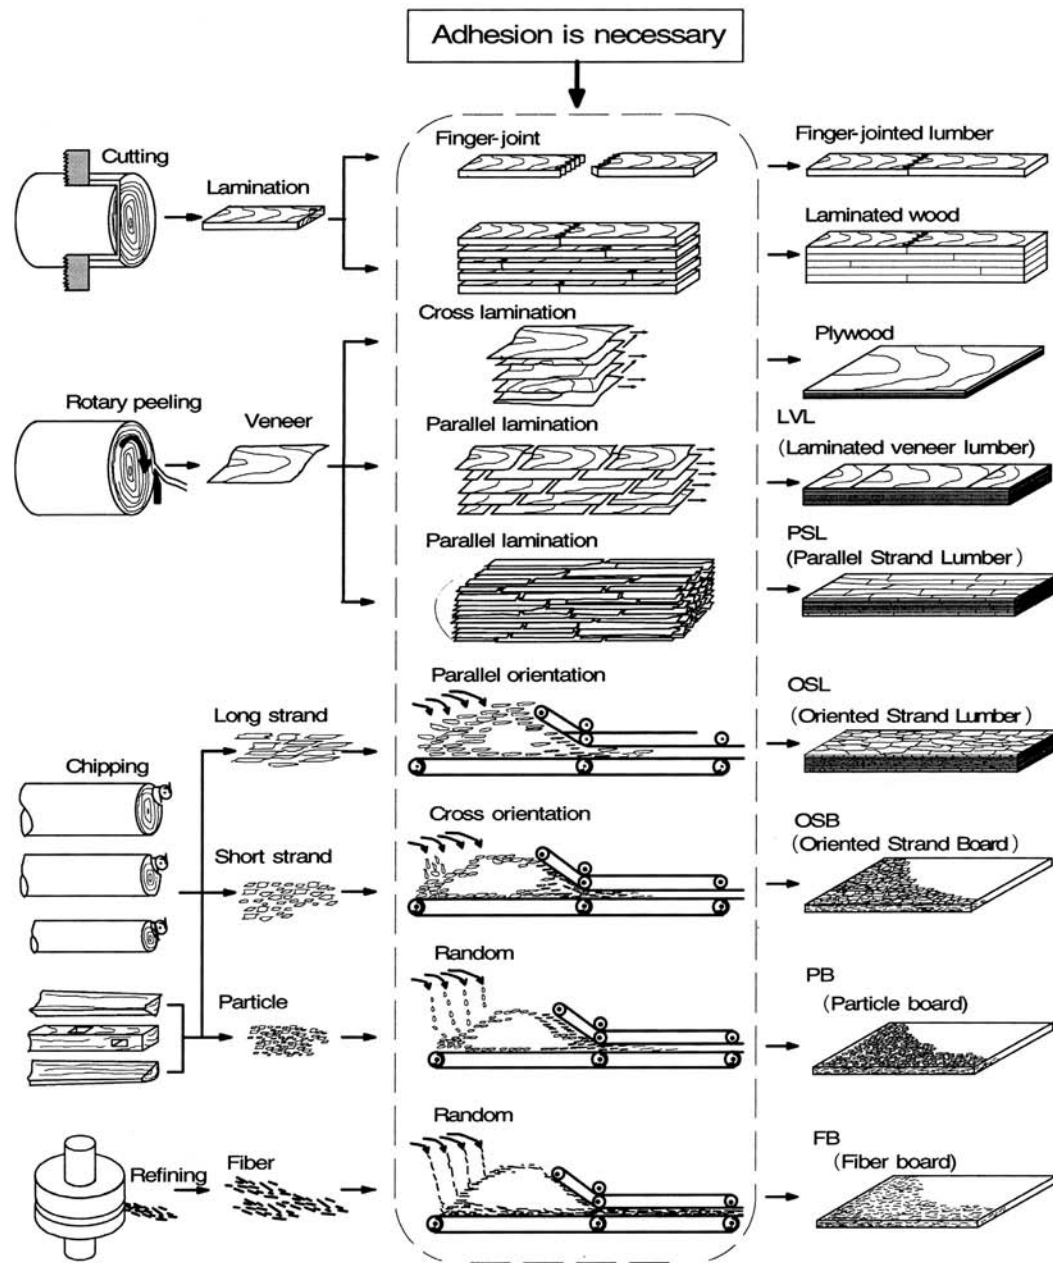 Adhesion is necessary
Cutting
Lamination
Finger-joint
Finger-jointed lumber
Laminated wood
Rotary peeling
Veneer
Cross lamination
Plywood
Parallel lamination
LVL
(Laminated veneer lumber)
Parallel lamination
PSL
(Parallel Strand Lumber)
Chipping
Long strand
Parallel orientation
OSL
(Oriented Strand Lumber)
Short strand
Cross orientation
OSB
(Oriented Strand Board)
Particle
Random
PB
(Particle board)
Refining
Fiber
Random
FB
(Fiber board)